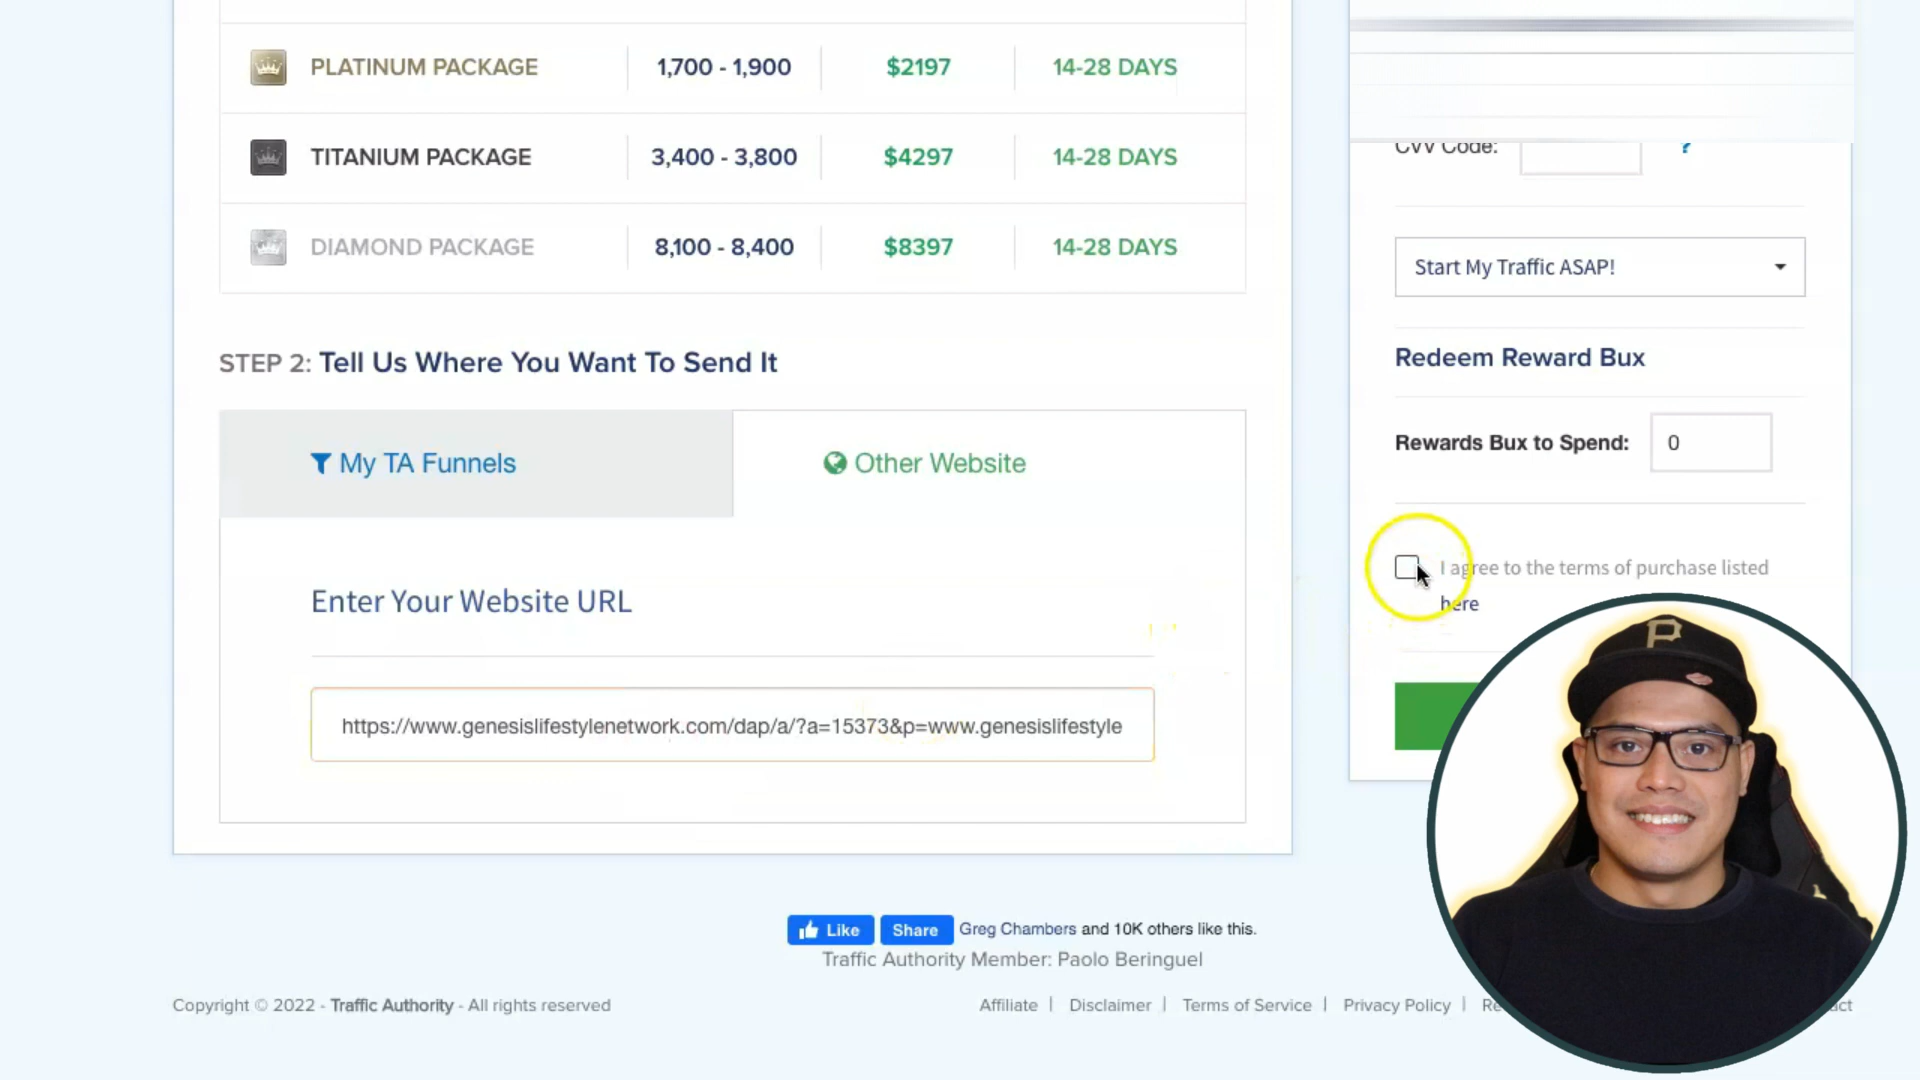 PLATINUM PACKAGE 1,700 - 1,900 $2197 14-28 DAYS
TITANIUM PACKAGE 3,400 - 3,800 $4297 14-28 DAYS
DIAMOND PACKAGE 8,100 - 8,400 $8397 14-28 DAYS
STEP 2: Tell Us Where You Want To Send It
My TA Funnels
Other Website
Enter Your Website URL
https://www.genesislifestylenetwork.com/dap/a/?a=15373&p=www.genesislifestyle
CVV Code: ?
Start My Traffic ASAP!
Redeem Reward Bux
Rewards Bux to Spend: 0
I agree to the terms of purchase listed
here
P
Like Share Greg Chambers and 10K others like this.
Traffic Authority Member: Paolo Beringuel
Copyright © 2022 - Traffic Authority - All rights reserved
Affiliate | Disclaimer | Terms of Service | Privacy Policy |